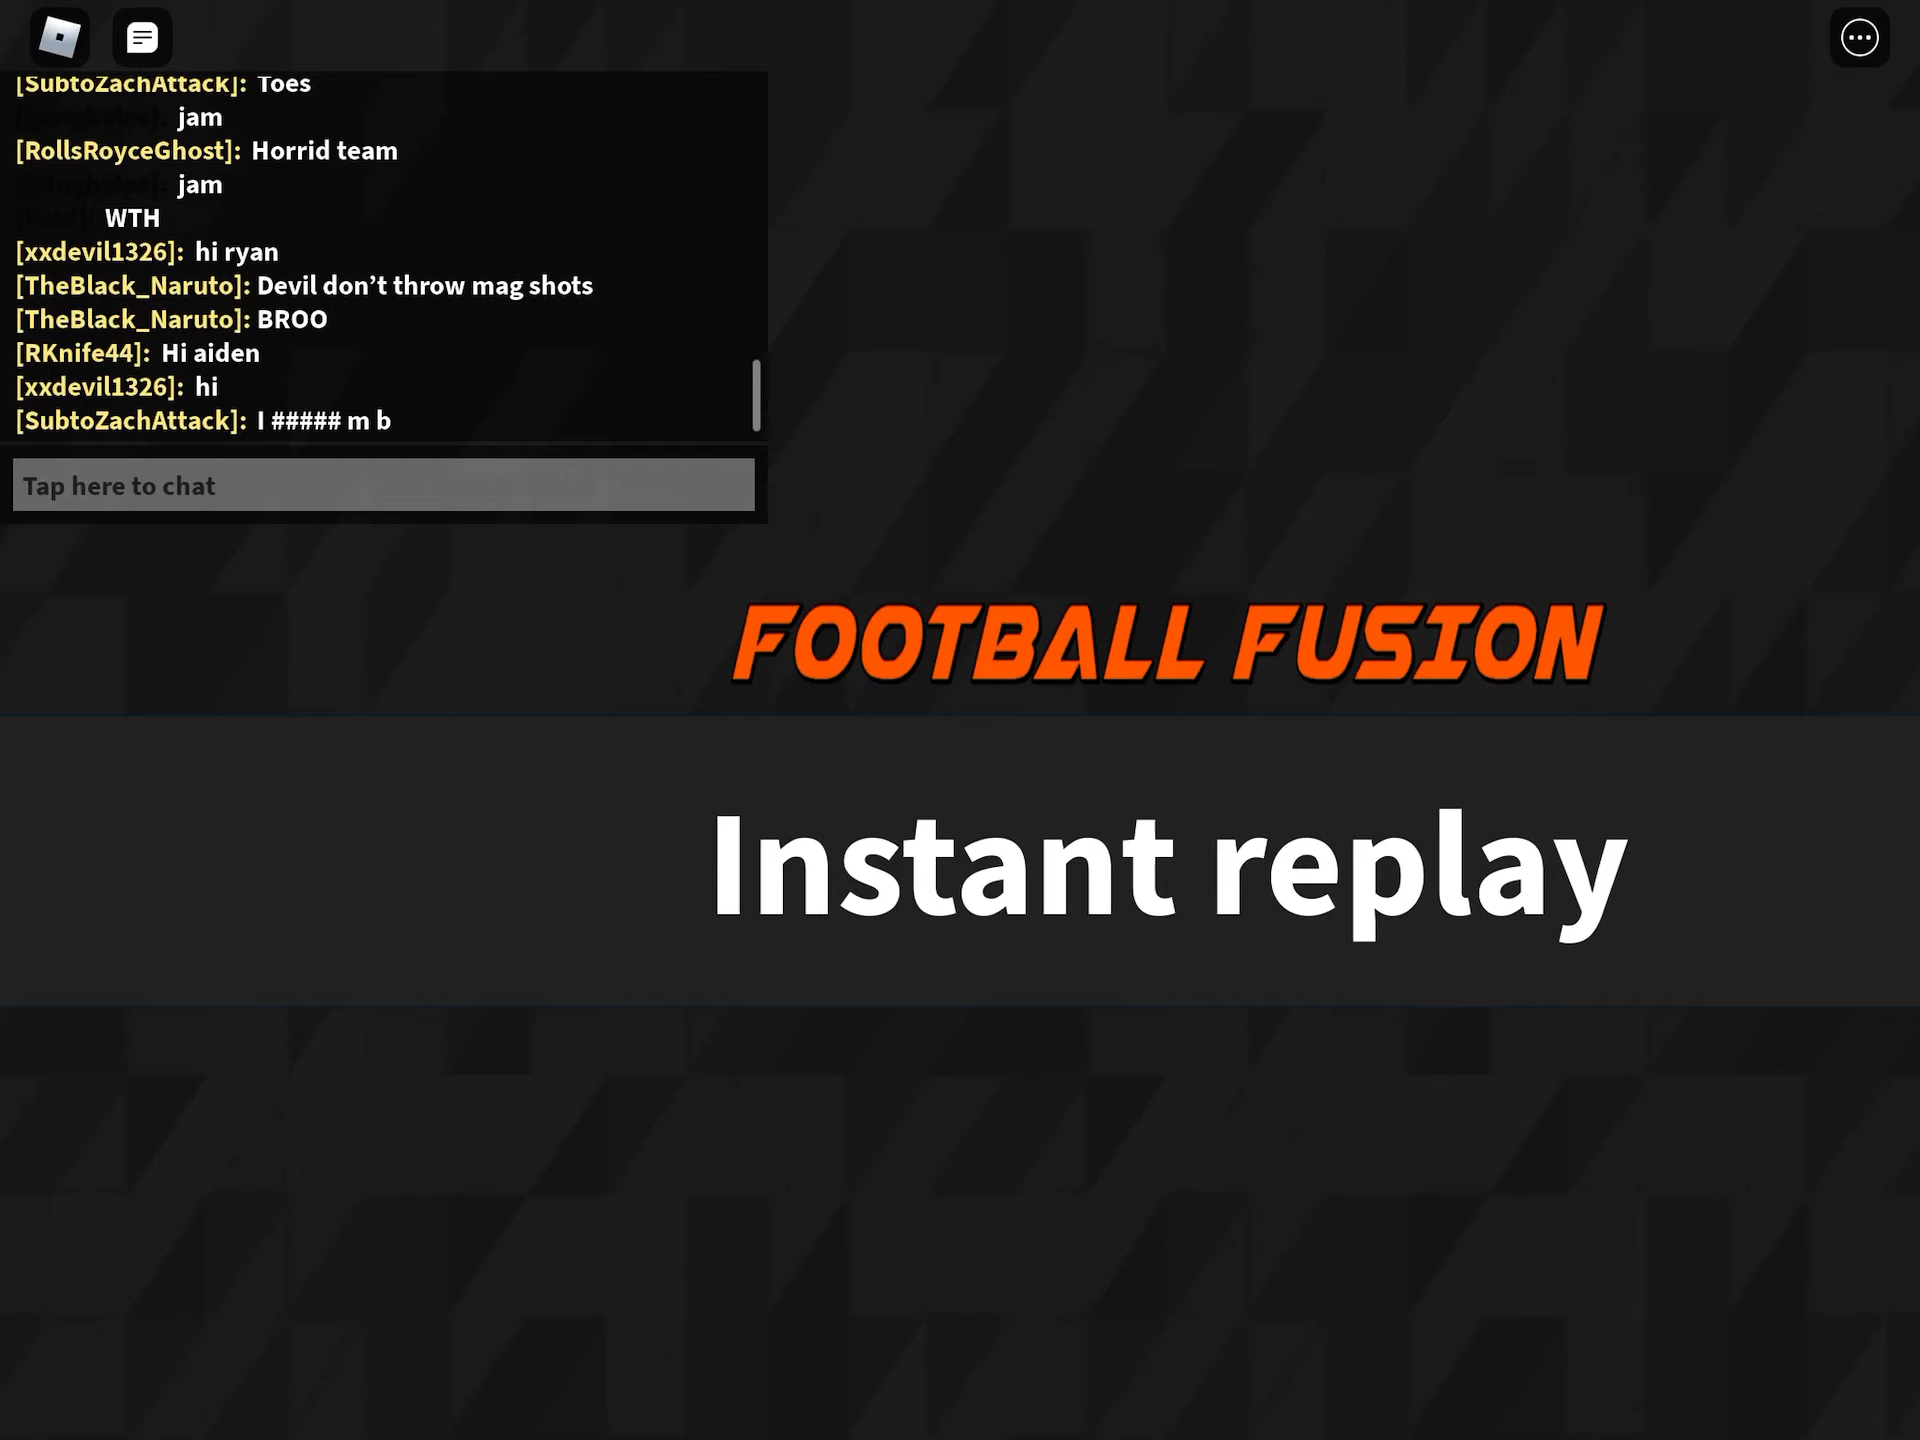 [SubtoZachAttack]: Toes
jam
[RollsRoyceGhost]: Horrid team
jam
WTH
[xxdevil1326]: hi ryan
[TheBlack_Naruto]: Devil don’t throw mag shots
[TheBlack_Naruto]: BROO
[RKnife44]: Hi aiden
[xxdevil1326]: hi
[SubtoZachAttack]: I ##### m b
Tap here to chat
FOOTBALL FUSION
Instant replay